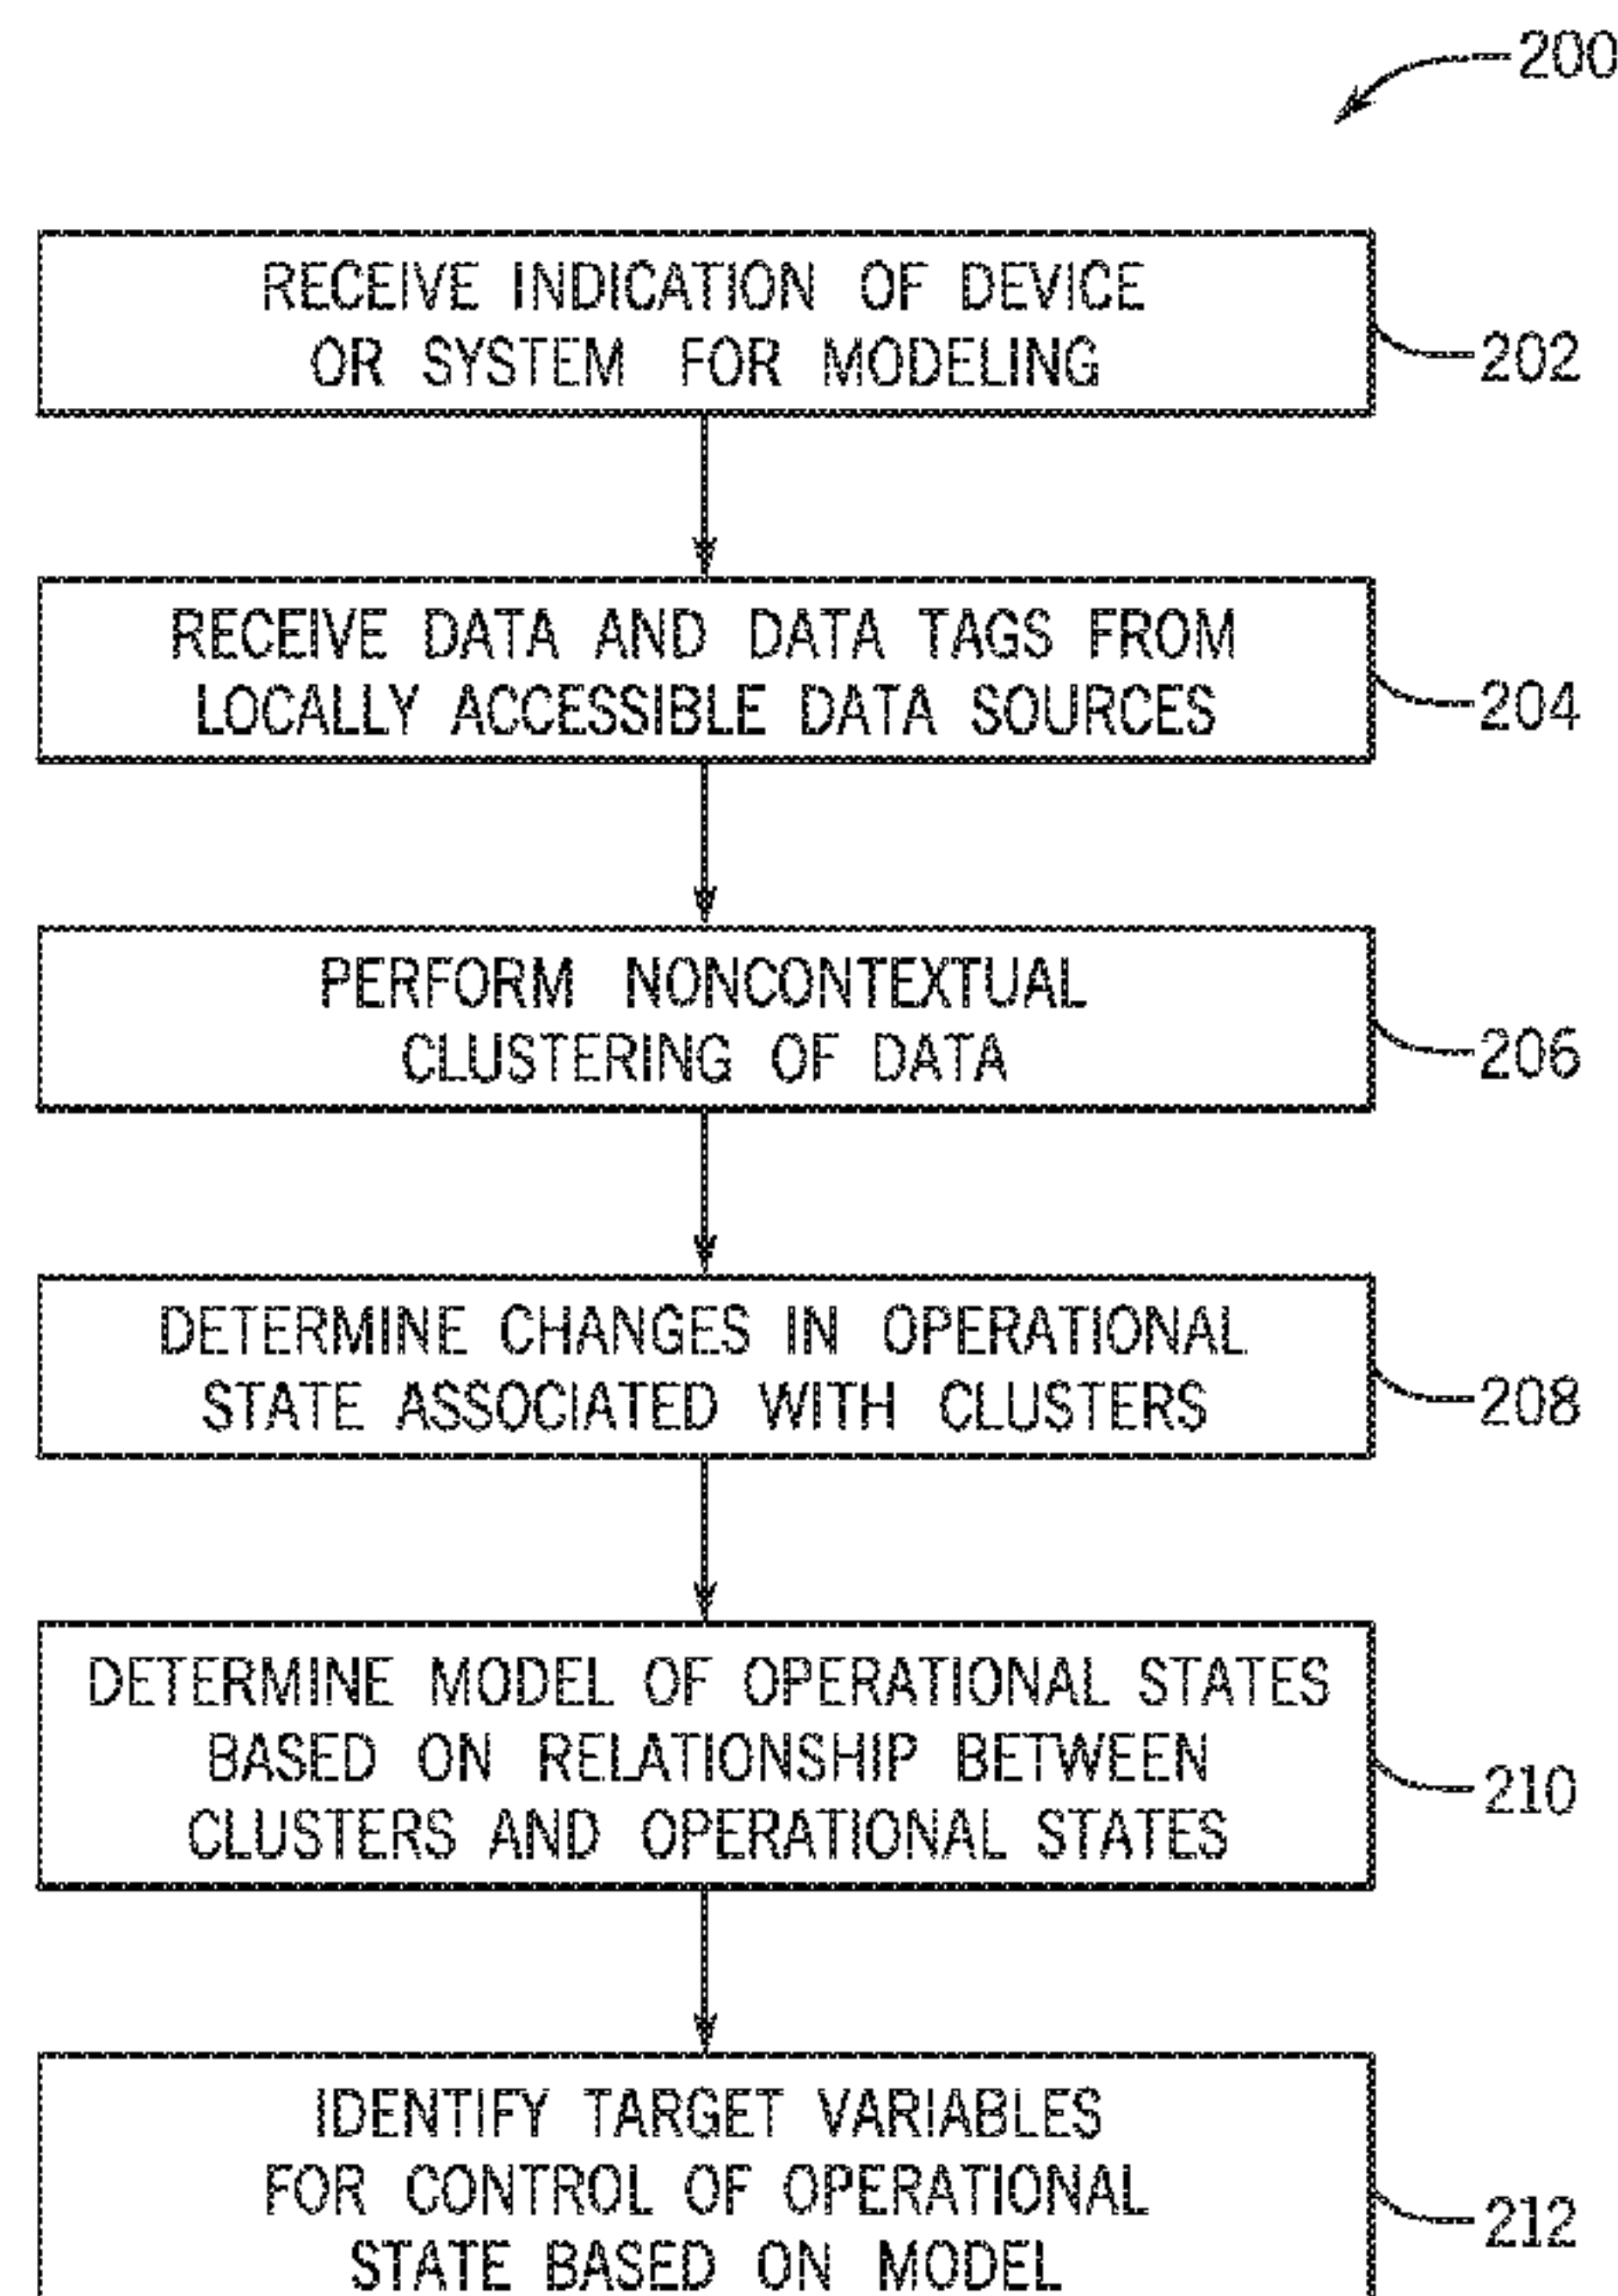 200
RECEIVE INDICATION OF DEVICE
OR SYSTEM FOR MODELING
202
RECEIVE DATA AND DATA TAGS FROM
LOCALLY ACCESSIBLE DATA SOURCES
204
PERFORM NONCONTEXTUAL
CLUSTERING OF DATA
206
DETERMINE CHANGES IN OPERATIONAL
STATE ASSOCIATED WITH CLUSTERS
208
DETERMINE MODEL OF OPERATIONAL STATES
BASED ON RELATIONSHIP BETWEEN
CLUSTERS AND OPERATIONAL STATES
210
IDENTIFY TARGET VARIABLES
FOR CONTROL OF OPERATIONAL
STATE BASED ON MODEL
212